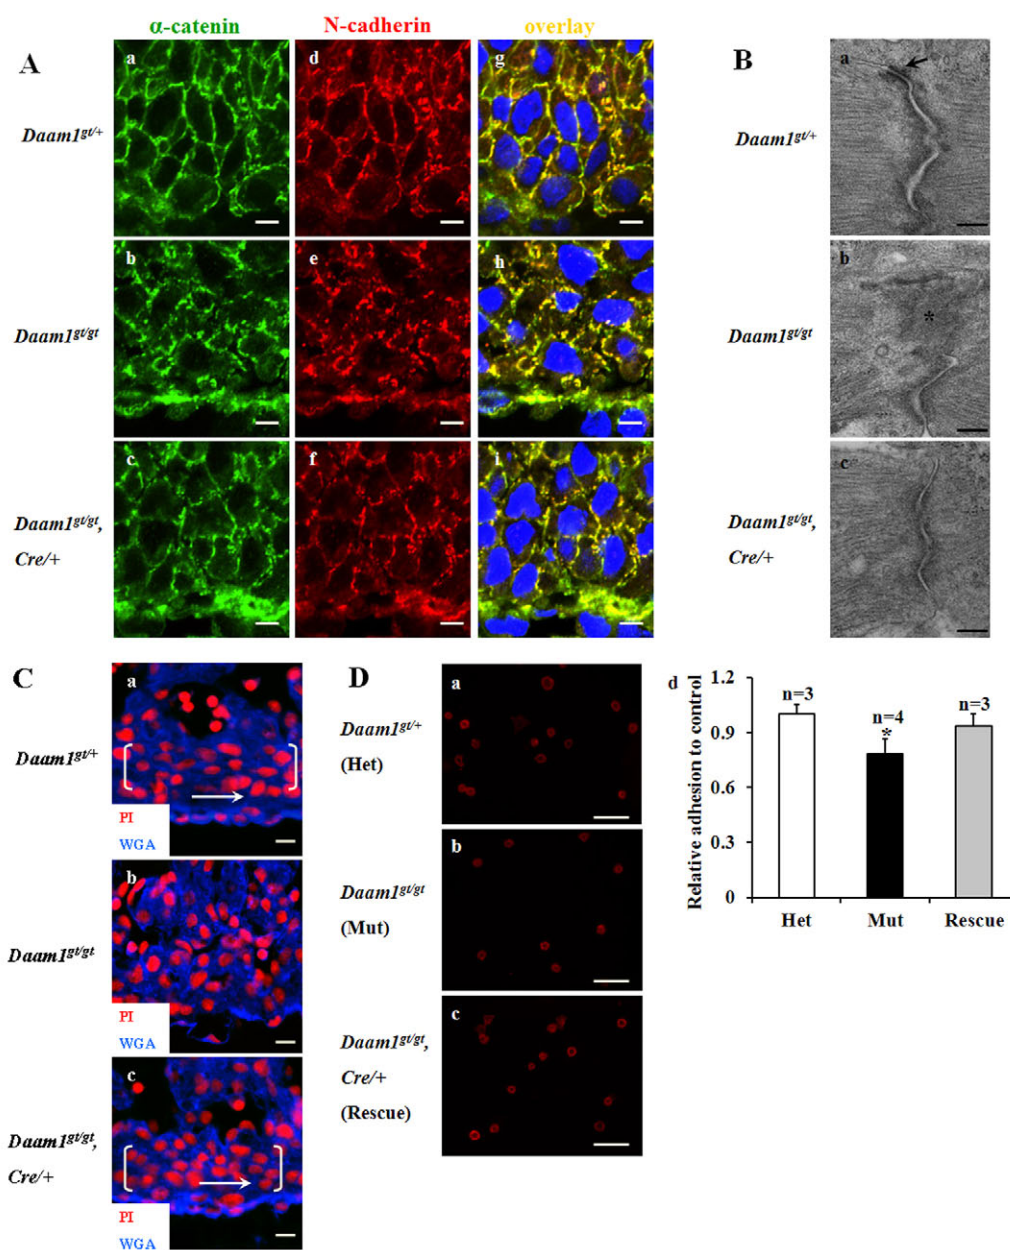 α-catenin N-cadherin overlay
A
a d g
Daam1gt/+
b e h
Daam1gt/gt
c f i
Daam1gt/gt,
Cre/+
B
a
Daam1gt/+
b
*
Daam1gt/gt
c
Daam1gt/gt,
Cre/+
C
a
Daam1gt/+
PI
WGA
b
Daam1gt/gt
PI
WGA
c
Daam1gt/gt,
Cre/+
PI
WGA
D
a
Daam1gt/+
(Het)
b
Daam1gt/gt
(Mut)
c
Daam1gt/gt,
Cre/+
(Rescue)
d
Relative adhesion to control
1.2
0.9
0.6
0.3
0
n=3
n=4
*
n=3
Het Mut Rescue